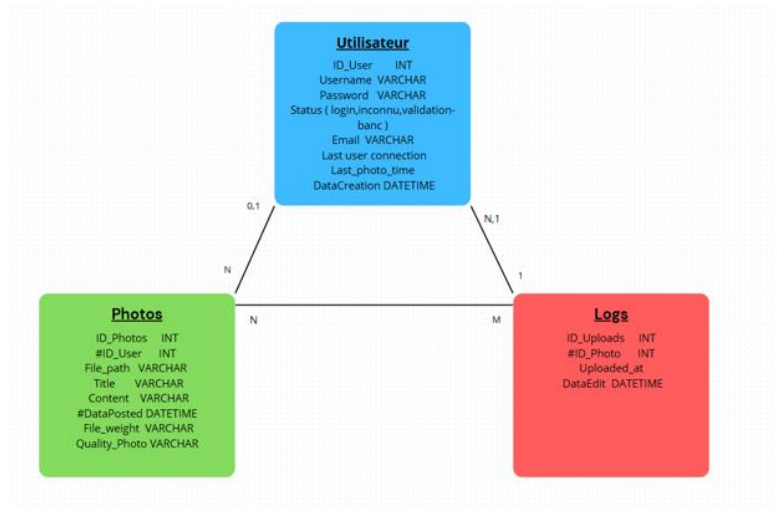 Utilisateur
ID_User INT
Username VARCHAR
Password VARCHAR
Status ( login,inconnu,validation-
banc )
Email VARCHAR
Last user connection
Last_photo_time
DataCreation DATETIME
0,1
N,1
N
1
Photos
ID_Photos INT
#ID_User INT
File_path VARCHAR
Title VARCHAR
Content VARCHAR
#DataPosted DATETIME
File_weight VARCHAR
Quality_Photo VARCHAR
N
M
Logs
ID_Uploads INT
#ID_Photo INT
Uploaded_at
DataEdit DATETIME